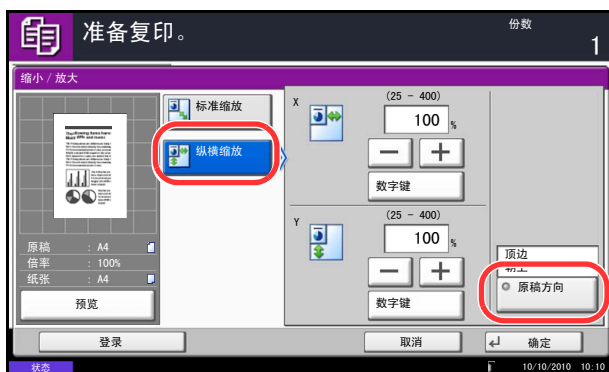 准备复印。
份数
1
缩小 / 放大
标准缩放
纵横缩放
原稿 : A4
倍率 : 100%
纸张 : A4
预览
X
(25 - 400)
100 %
数字键
Y
(25 - 400)
100 %
数字键
顶边
原稿方向
登录
取消
确定
状态
10/10/2010 10:10